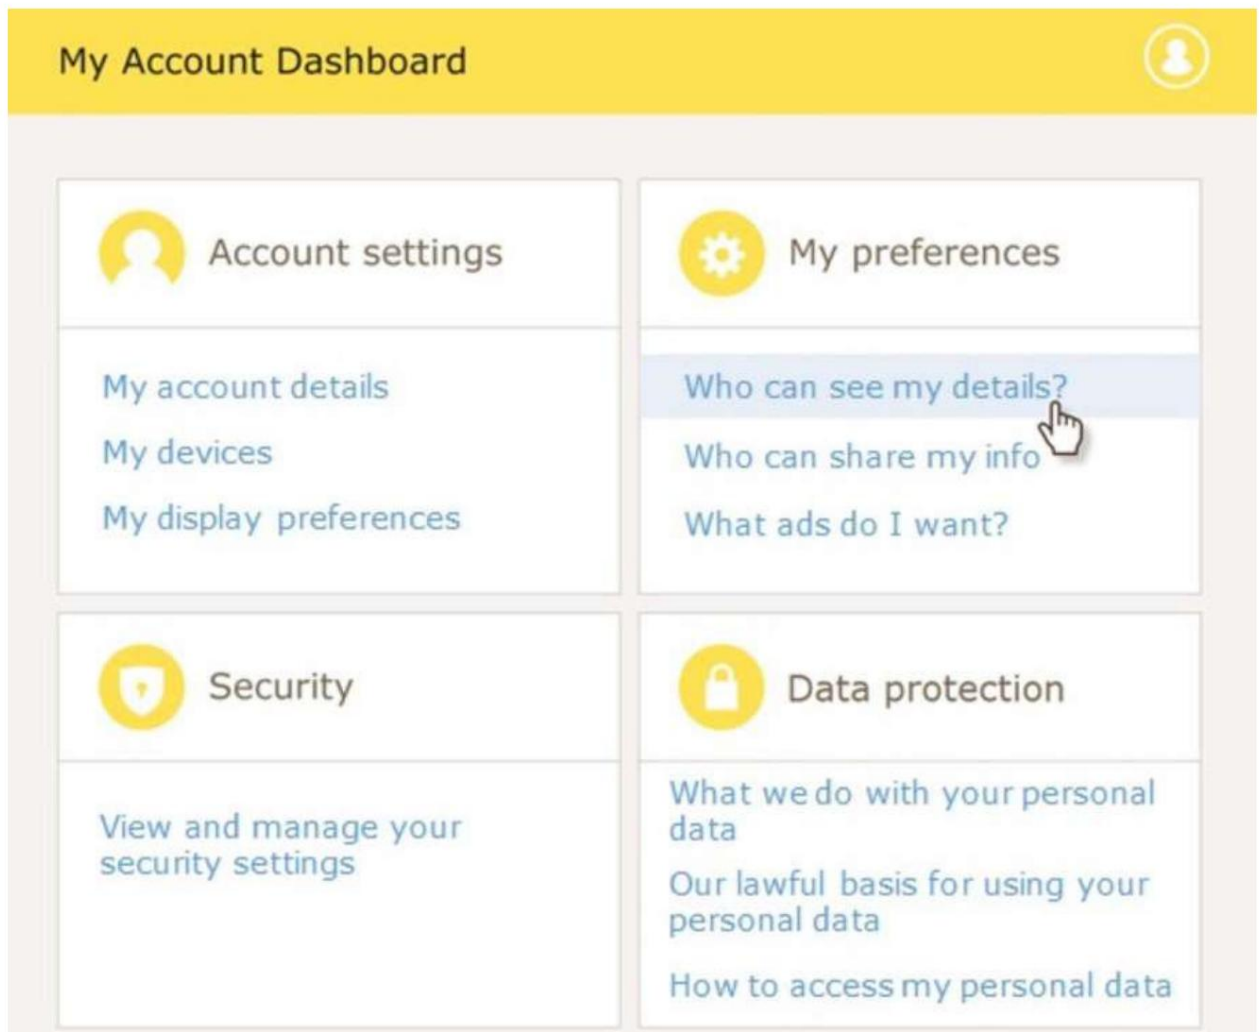 My Account Dashboard
Account settings
My account details
My devices
My display preferences
My preferences
Who can see my details?
Who can share my info
What ads do I want?
Security
View and manage your
security settings
Data protection
What we do with your personal
data
Our lawful basis for using your
personal data
How to access my personal data